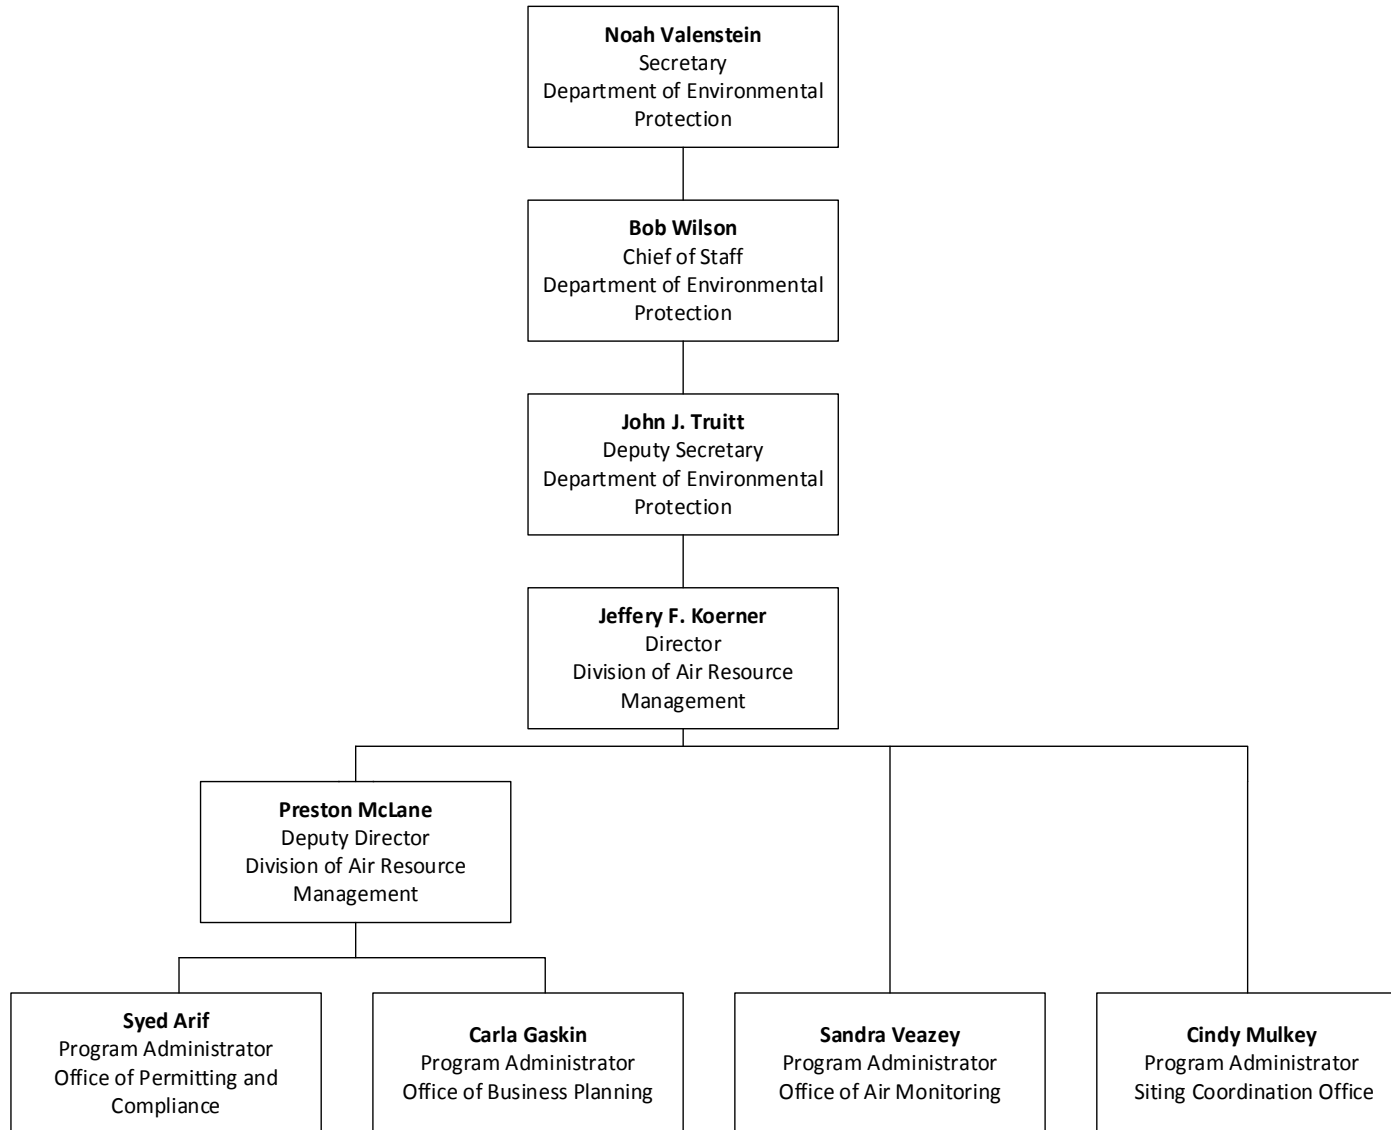 Noah Valenstein
Secretary
Department of Environmental
Protection
Bob Wilson
Chief of Staff
Department of Environmental
Protection
John J. Truitt
Deputy Secretary
Department of Environmental
Protection
Jeffery F. Koerner
Director
Division of Air Resource
Management
Preston McLane
Deputy Director
Division of Air Resource
Management
Syed Arif
Program Administrator
Office of Permitting and
Compliance
Carla Gaskin
Program Administrator
Office of Business Planning
Sandra Veazey
Program Administrator
Office of Air Monitoring
Cindy Mulkey
Program Administrator
Siting Coordination Office